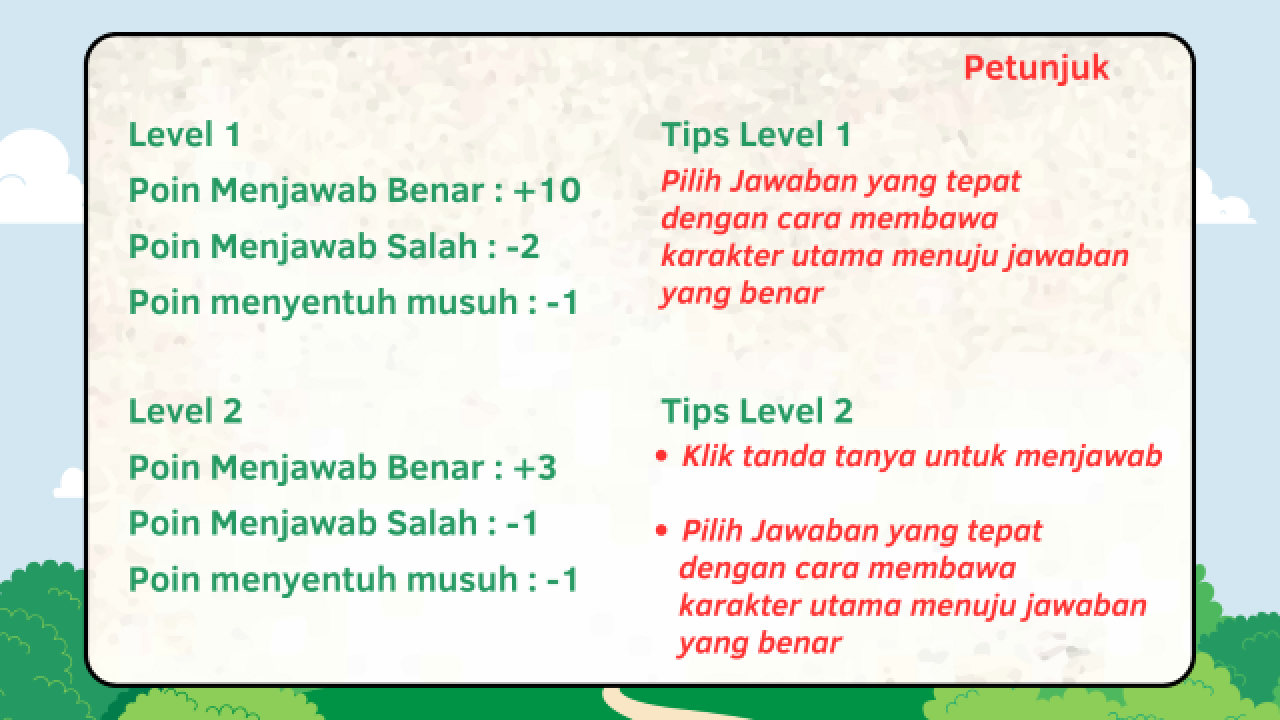 Petunjuk
Level 1
Poin Menjawab Benar : +10
Poin Menjawab Salah : -2
Poin menyentuh musuh : -1
Tips Level 1
Pilih Jawaban yang tepat
dengan cara membawa
karakter utama menuju jawaban
yang benar
Level 2
Poin Menjawab Benar : +3
Poin Menjawab Salah : -1
Poin menyentuh musuh : -1
Tips Level 2
• Klik tanda tanya untuk menjawab
• Pilih Jawaban yang tepat
dengan cara membawa
karakter utama menuju jawaban
yang benar